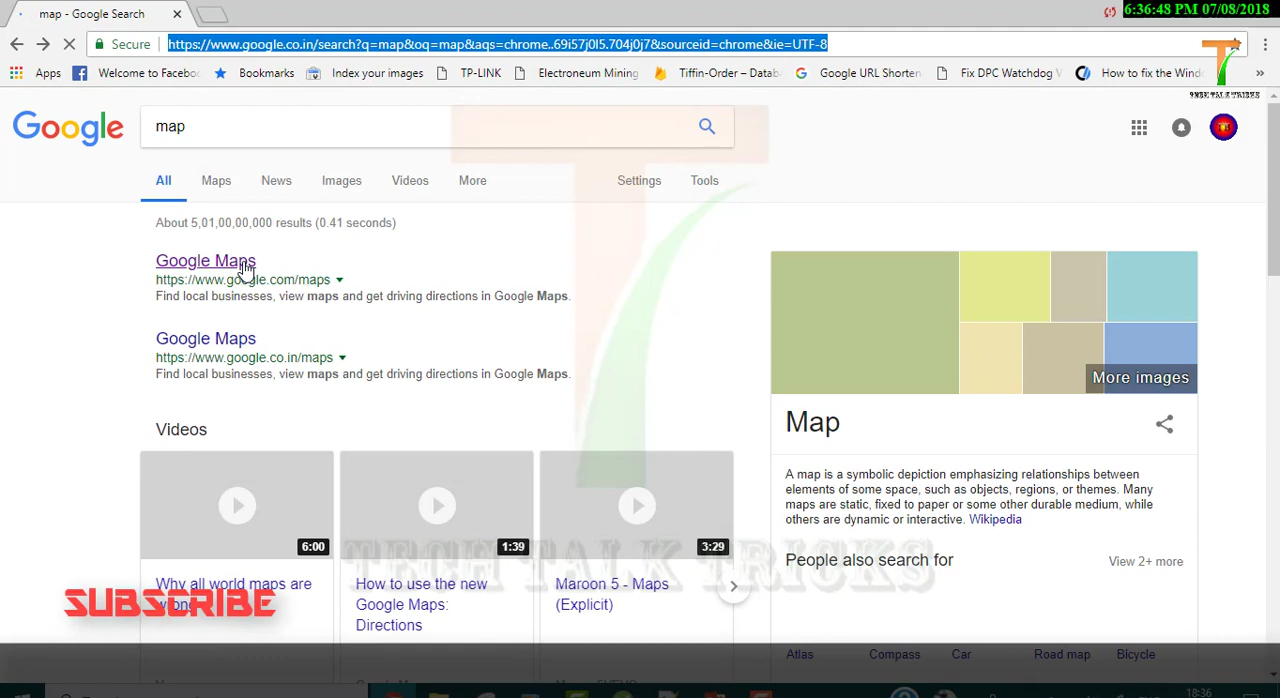 map - Google Search
6:36:48 PM 07/08/2018
Secure
https://www.google.co.in/search?q=map&oq=map&aqs=chrome..69i57j0l5.704j0j7&sourceid=chrome&ie=UTF-8
Apps Welcome to Faceboo Bookmarks Index your images TP-LINK Electroneum Mining Tiffin-Order – Datab Google URL Shorten Fix DPC Watchdog How to fix the Wind »
Google
map
All Maps News Images Videos More Settings Tools
About 5,01,00,00,000 results (0.41 seconds)
Google Maps
https://www.google.com/maps
Find local businesses, view maps and get driving directions in Google Maps.
Google Maps
https://www.google.co.in/maps
Find local businesses, view maps and get driving directions in Google Maps.
More images
Map
A map is a symbolic depiction emphasizing relationships between
elements of some space, such as objects, regions, or themes. Many
maps are static, fixed to paper or some other durable medium, while
others are dynamic or interactive. Wikipedia
People also search for View 2+ more
Atlas Compass Car Road map Bicycle
Videos
6:00 1:39 3:29
Why all world maps are
wrong
How to use the new
Google Maps:
Directions
Maroon 5 - Maps
(Explicit)
TECH TALK TRICKS
SUBSCRIBE
18:36